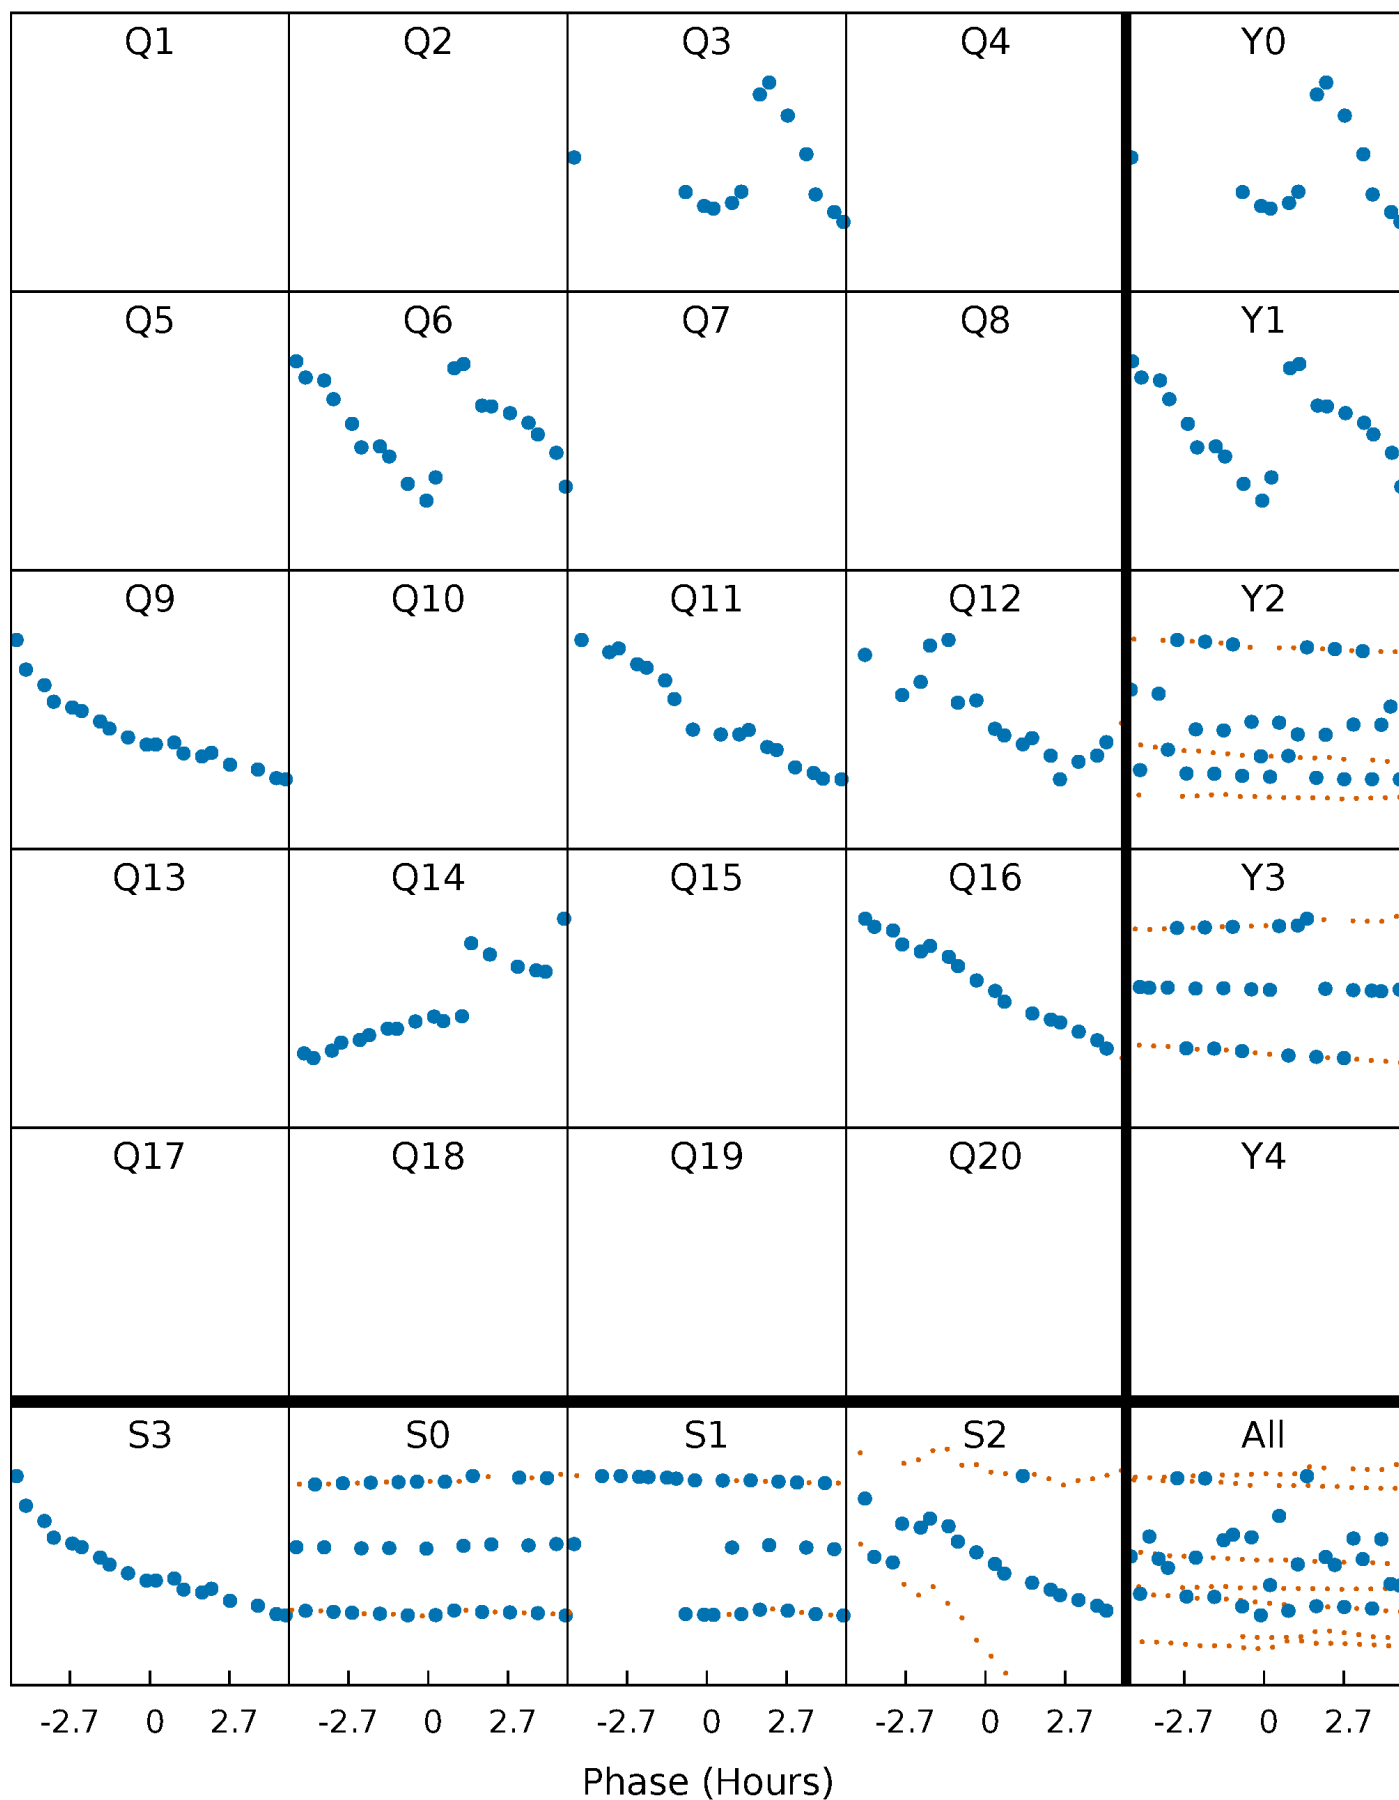 Q1 Q2 Q3 Q4 Y0
Q5 Q6 Q7 Q8 Y1
Q9 Q10 Q11 Q12 Y2
Q13 Q14 Q15 Q16 Y3
Q17 Q18 Q19 Q20 Y4
S3 S0 S1 S2 All
-2.7 0 2.7 -2.7 0 2.7 -2.7 0 2.7 -2.7 0 2.7 -2.7 0 2.7
Phase (Hours)